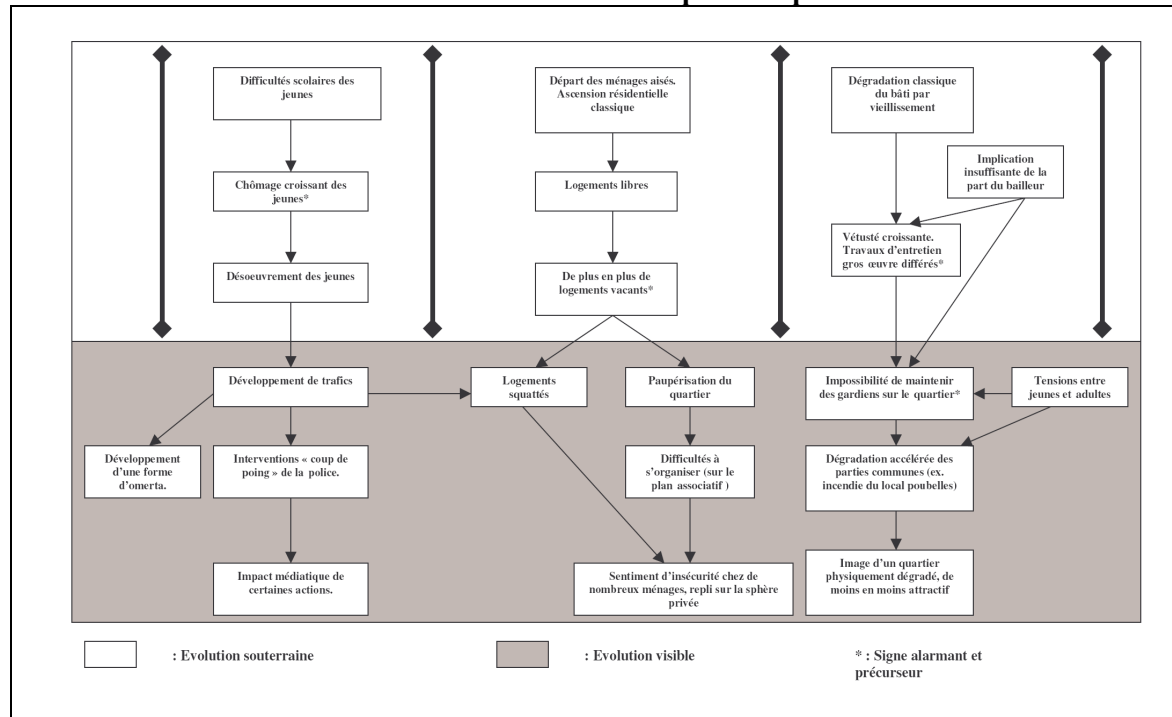 Difficultés scolaires des
jeunes
Départ des ménages aisés.
Ascension résidentielle
classique
Dégradation classique
du bâti par
vieillissement
Implication
insuffisante de la
part du bailleur
Chômage croissant des
jeunes*
Logements libres
Vétusté croissante.
Travaux d'entretien
gros œuvre différés*
Désoeuvrement des jeunes
De plus en plus de
logements vacants*
Développement de trafics
Logements
squattés
Paupérisation du
quartier
Impossibilité de maintenir
des gardiens sur le quartier*
Tensions entre
jeunes et adultes
Développement
d'une forme
d'omerta.
Interventions « coup de
poing » de la police.
Difficultés à
s'organiser (sur le
plan associatif )
Dégradation accélérée des
parties communes (ex.
incendie du local poubelles)
Impact médiatique de
certaines actions.
Sentiment d'insécurité chez de
nombreux ménages, repli sur la sphère
privée
Image d'un quartier
physiquement dégradé, de
moins en moins attractif
: Evolution souterraine
: Evolution visible
* : Signe alarmant et
précurseur